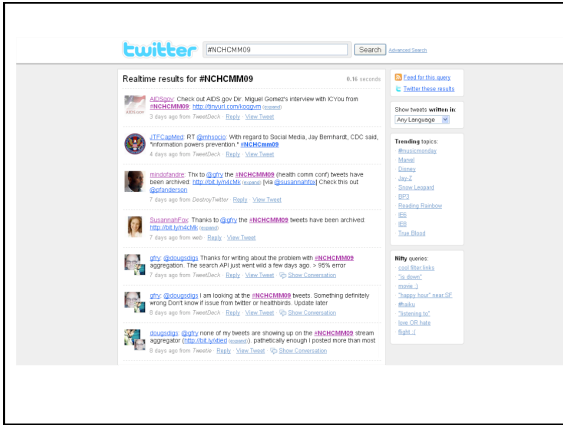 twitter #NCHCMM09 Search Advanced Search
Realtime results for #NCHCMM09 0.16 seconds
AIDSgov: Check out AIDS.gov Dir. Miguel Gomez's interview with ICYou from
#NCHCMM09: http://tinyurl.com/kqggvm (expand)
3 days ago from TweetDeck · Reply · View Tweet
JTFCapMed: RT @mhsocio: With regard to Social Media, Jay Bernhardt, CDC said,
"information powers prevention " #NCHCmm09
4 days ago from TweetDeck · Reply · View Tweet
mindofandre: Thx to @gfry the #NCHCMM09 (health comm conf) tweets have
been archived: http://bit.ly/n4cMk (expand) [via @susannahfox] Check this out
@pfanderson
7 days ago from DestroyTwitter · Reply · View Tweet
SusannahFox: Thanks to @gfry the #NCHCMM09 tweets have been archived:
http://bit.ly/n4cMk (expand)
7 days ago from web · Reply · View Tweet
gfry: @dougsdigs Thanks for writing about the problem with #NCHCMM09
aggregation. The search API just went wild a few days ago. > 95% error
7 days ago from TweetDeck · Reply · View Tweet · Show Conversation
gfry: @dougsdigs I am looking at the #NCHCMM09 tweets. Something definitely
wrong Don't know if issue from twitter or healthbirds. Update later
8 days ago from TweetDeck · Reply · View Tweet · Show Conversation
dougsdigs: @gfry none of my tweets are showing up on the #NCHCMM09 stream
aggregator (expand). pathetically enough I posted more than most
8 days ago from Tweetie · Reply · View Tweet · Show Conversation
Feed for this query
Twitter these results
Show tweets written in:
Any Language
Trending topics:
#musicmonday
Marvel
Disney
Jay-Z
Snow Leopard
BP3
Reading Rainbow
IE6
IE8
True Blood
Nifty queries:
cool filter:links
"is down"
movie :)
"happy hour" near:SF
#haiku
"listening to"
love OR hate
flight :(